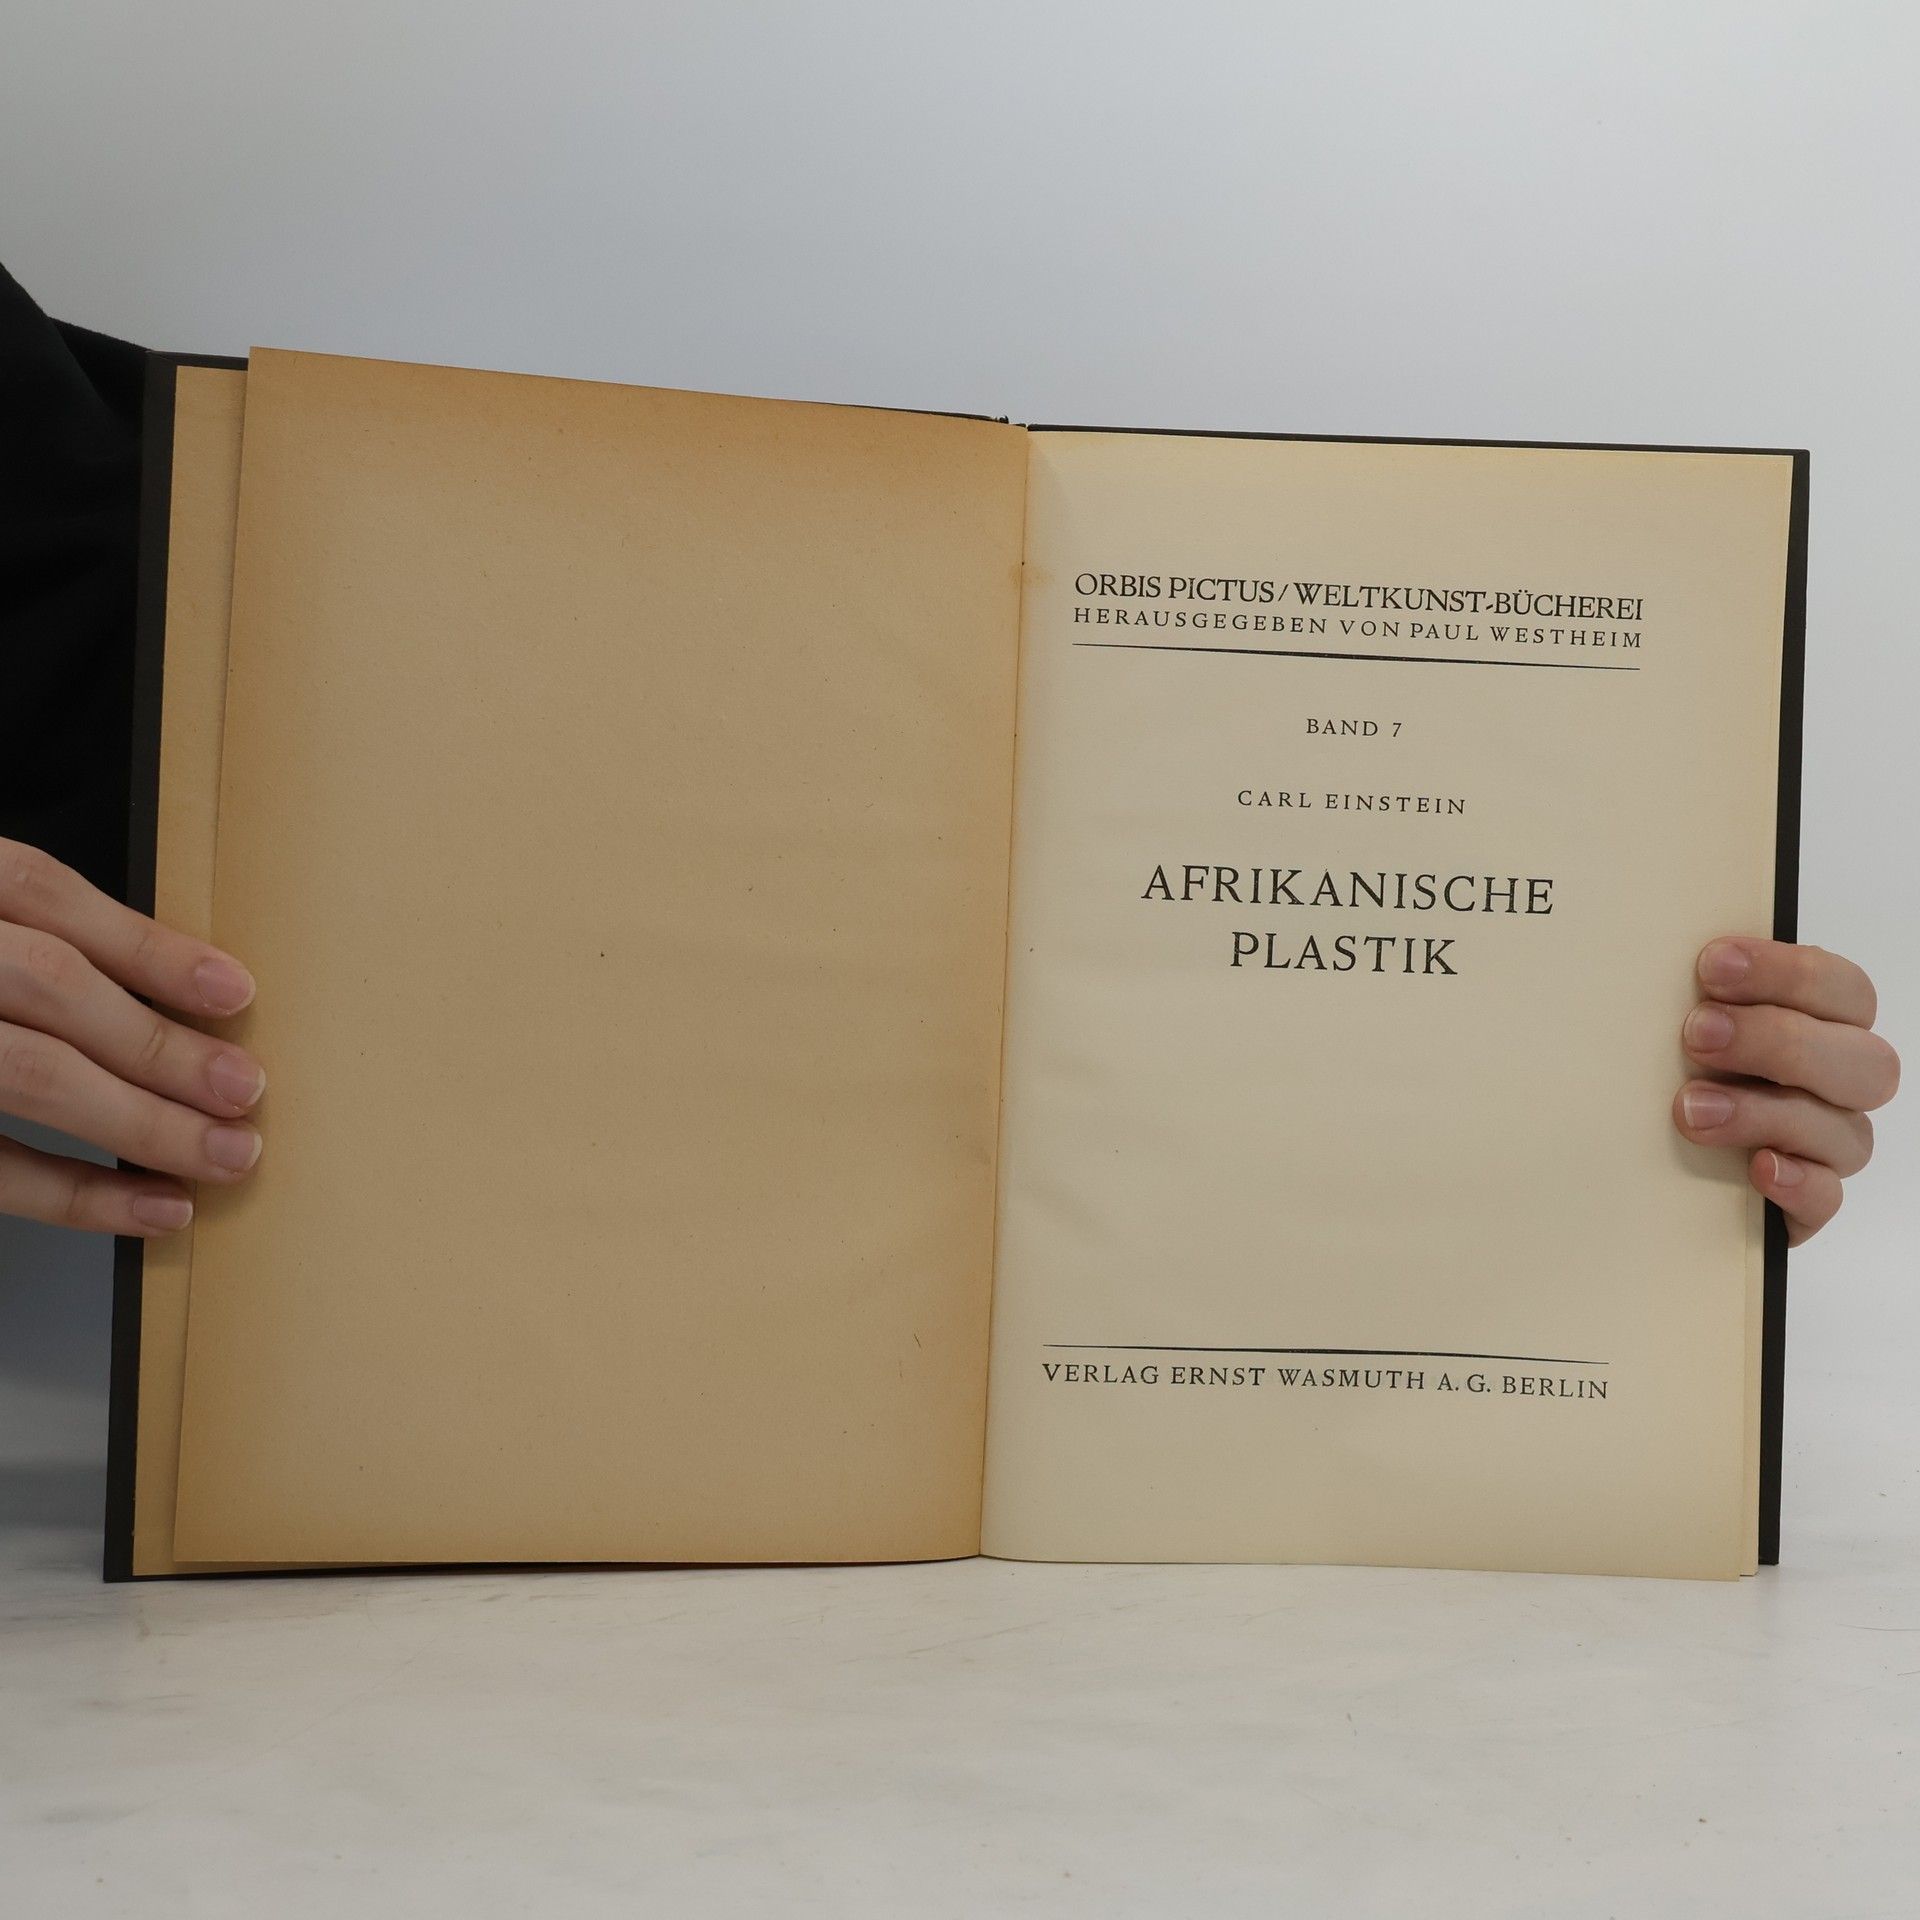 ORBIS PICTUS / WELTKUNST-BÜCHEREI
HERAUSGEGEBEN VON PAUL WESTHEIM
BAND 7
CARL EINSTEIN
AFRIKANISCHE
PLASTIK
VERLAG ERNST WASMUTH A.G. BERLIN